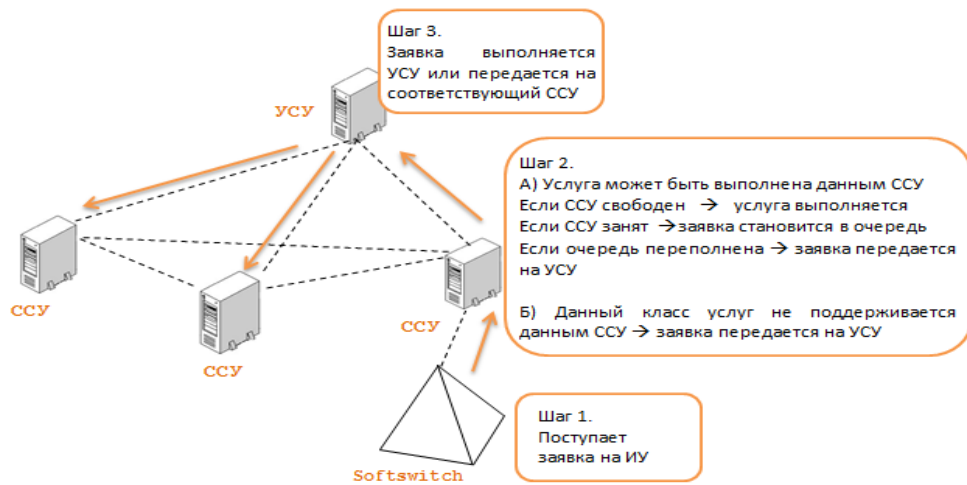 Шаг 3.
Заявка выполняется
УСУ или передается на
соответствующий ССУ
УСУ
Шаг 2.
А) Услуга может быть выполнена данным ССУ
Если ССУ свободен → услуга выполняется
Если ССУ занят →заявка становится в очередь
Если очередь переполнена → заявка передается
на УСУ
Б) Данный класс услуг не поддерживается
данным ССУ → заявка передается на УСУ
ССУ
ССУ
ССУ
Шаг 1.
Поступает
заявка на ИУ
Softswitch